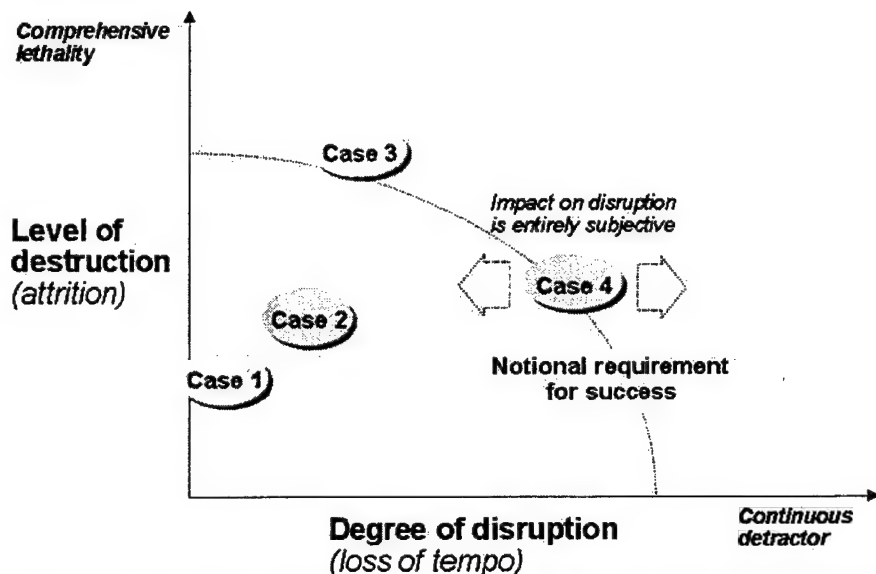 Comprehensive
lethality
Case 3
Impact on disruption
is entirely subjective
Level of
destruction
(attrition)
Case 4
Case 2
Notional requirement
for success
Case 1
Degree of disruption
(loss of tempo)
Continuous
detractor